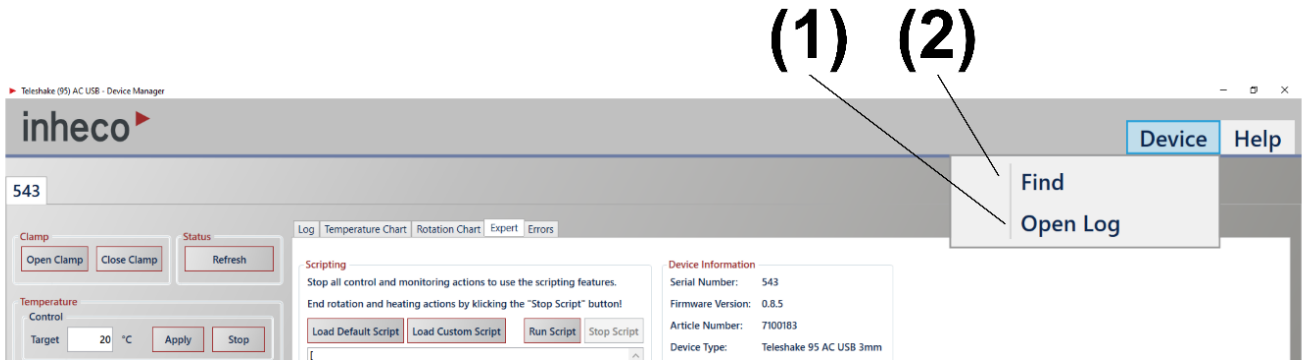 (1) (2)
Teleshake (95) AC USB - Device Manager
inheco
Device Help
Find
Open Log
543
Log Temperature Chart Rotation Chart Expert Errors
Clamp
Open Clamp Close Clamp
Status
Refresh
Temperature
Control
Target 20 °C Apply Stop
Scripting
Stop all control and monitoring actions to use the scripting features.
End rotation and heating actions by klicking the "Stop Script" button!
Load Default Script Load Custom Script Run Script Stop Script
[
Device Information
Serial Number: 543
Firmware Version: 0.8.5
Article Number: 7100183
Device Type: Teleshake 95 AC USB 3mm